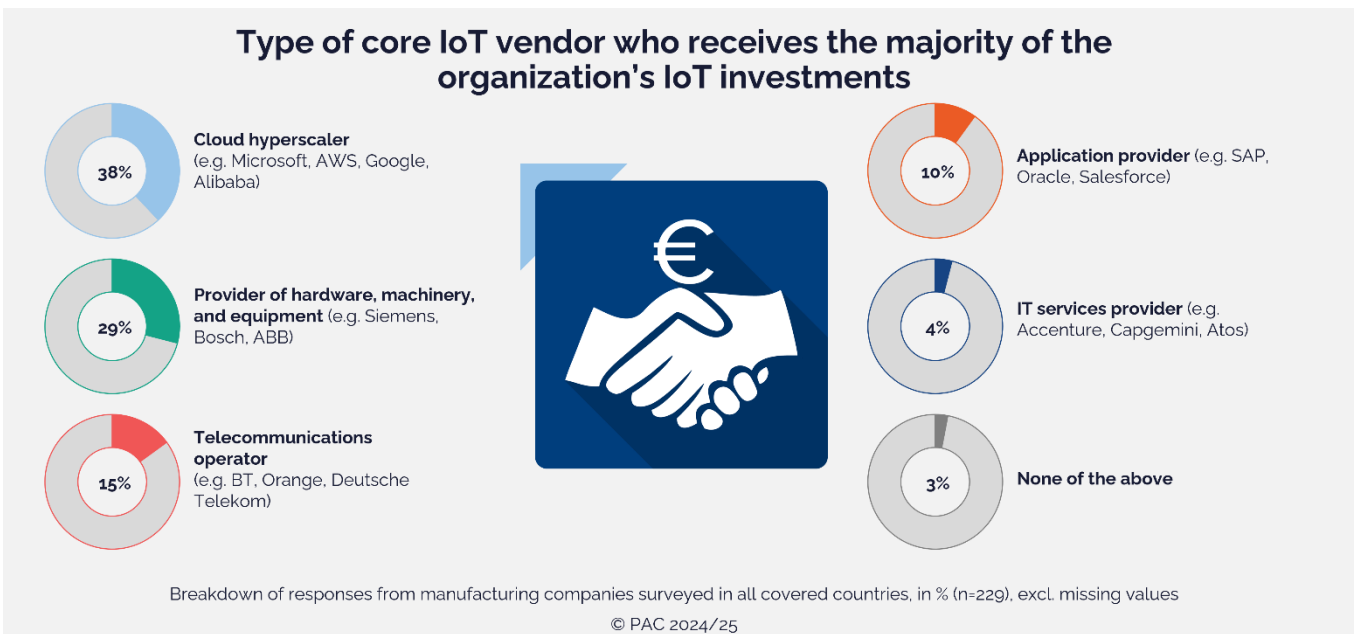 Type of core IoT vendor who receives the majority of the
organization's IoT investments
38%
Cloud hyperscaler
(e.g. Microsoft, AWS, Google,
Alibaba)
29%
Provider of hardware, machinery,
and equipment (e.g. Siemens,
Bosch, ABB)
15%
Telecommunications
operator
(e.g. BT, Orange, Deutsche
Telekom)
€
10%
Application provider (e.g. SAP,
Oracle, Salesforce)
4%
IT services provider (e.g.
Accenture, Capgemini, Atos)
3%
None of the above
Breakdown of responses from manufacturing companies surveyed in all covered countries, in % (n=229), excl. missing values
© PAC 2024/25